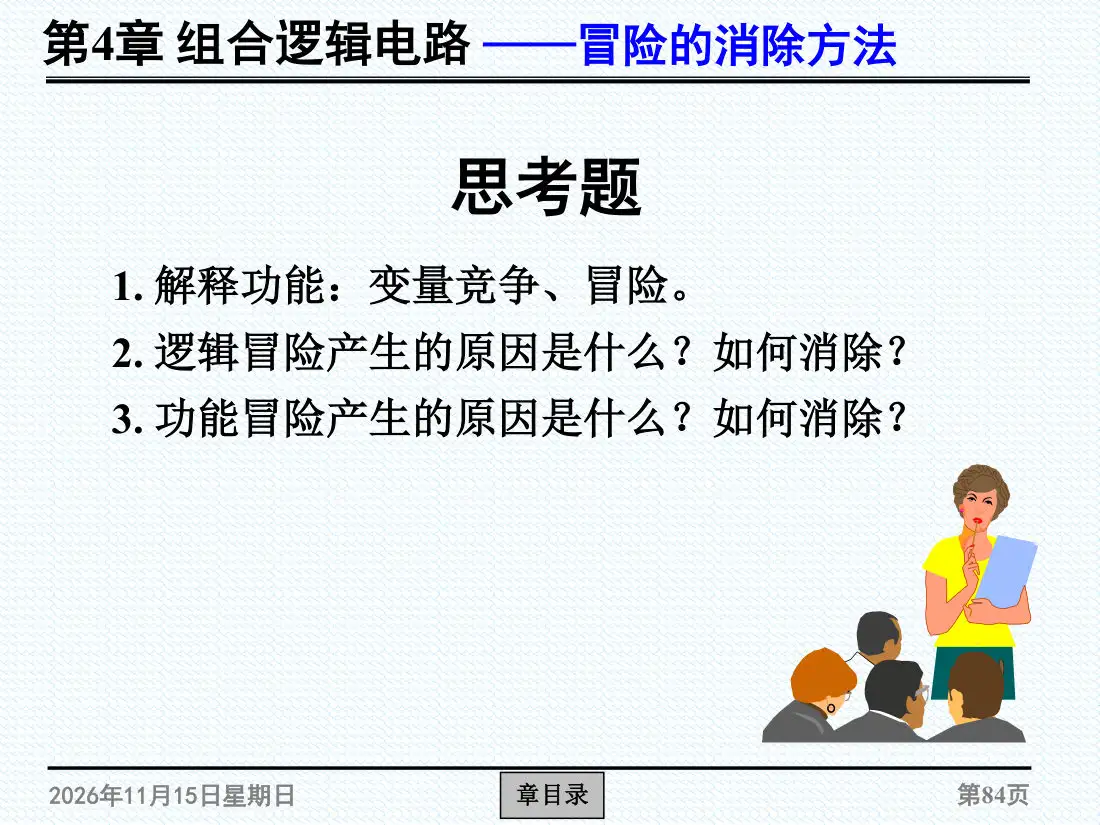 第4章 组合逻辑电路 ——冒险的消除方法
思考题
1. 解释功能：变量竞争、冒险。
2. 逻辑冒险产生的原因是什么？如何消除？
3. 功能冒险产生的原因是什么？如何消除？
2026年11月15日星期日
章目录
第84页